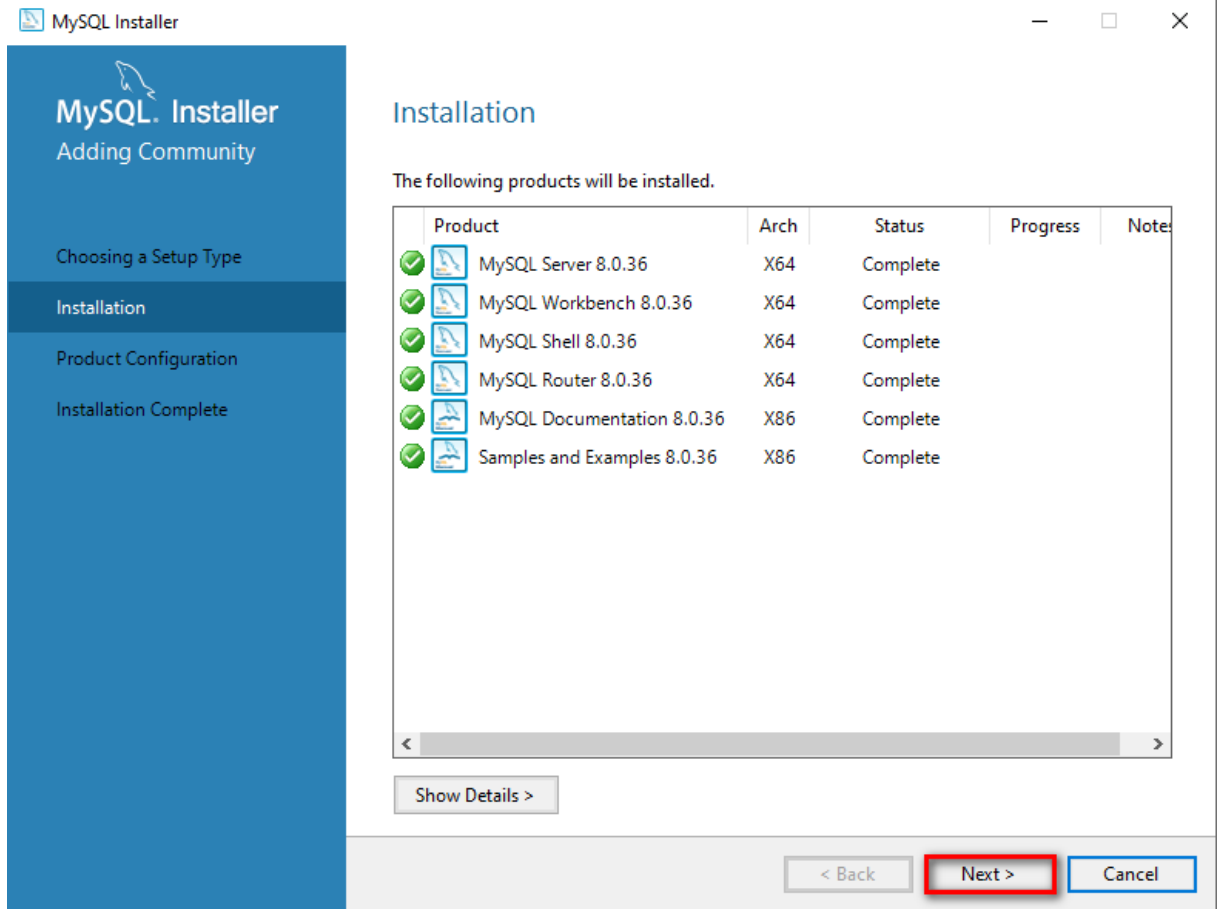 MySQL Installer
MySQL. Installer
Adding Community
Choosing a Setup Type
Installation
Product Configuration
Installation Complete
Installation
The following products will be installed.
Product Arch Status Progress Notes
MySQL Server 8.0.36 X64 Complete
MySQL Workbench 8.0.36 X64 Complete
MySQL Shell 8.0.36 X64 Complete
MySQL Router 8.0.36 X64 Complete
MySQL Documentation 8.0.36 X86 Complete
Samples and Examples 8.0.36 X86 Complete
Show Details >
< Back Next > Cancel